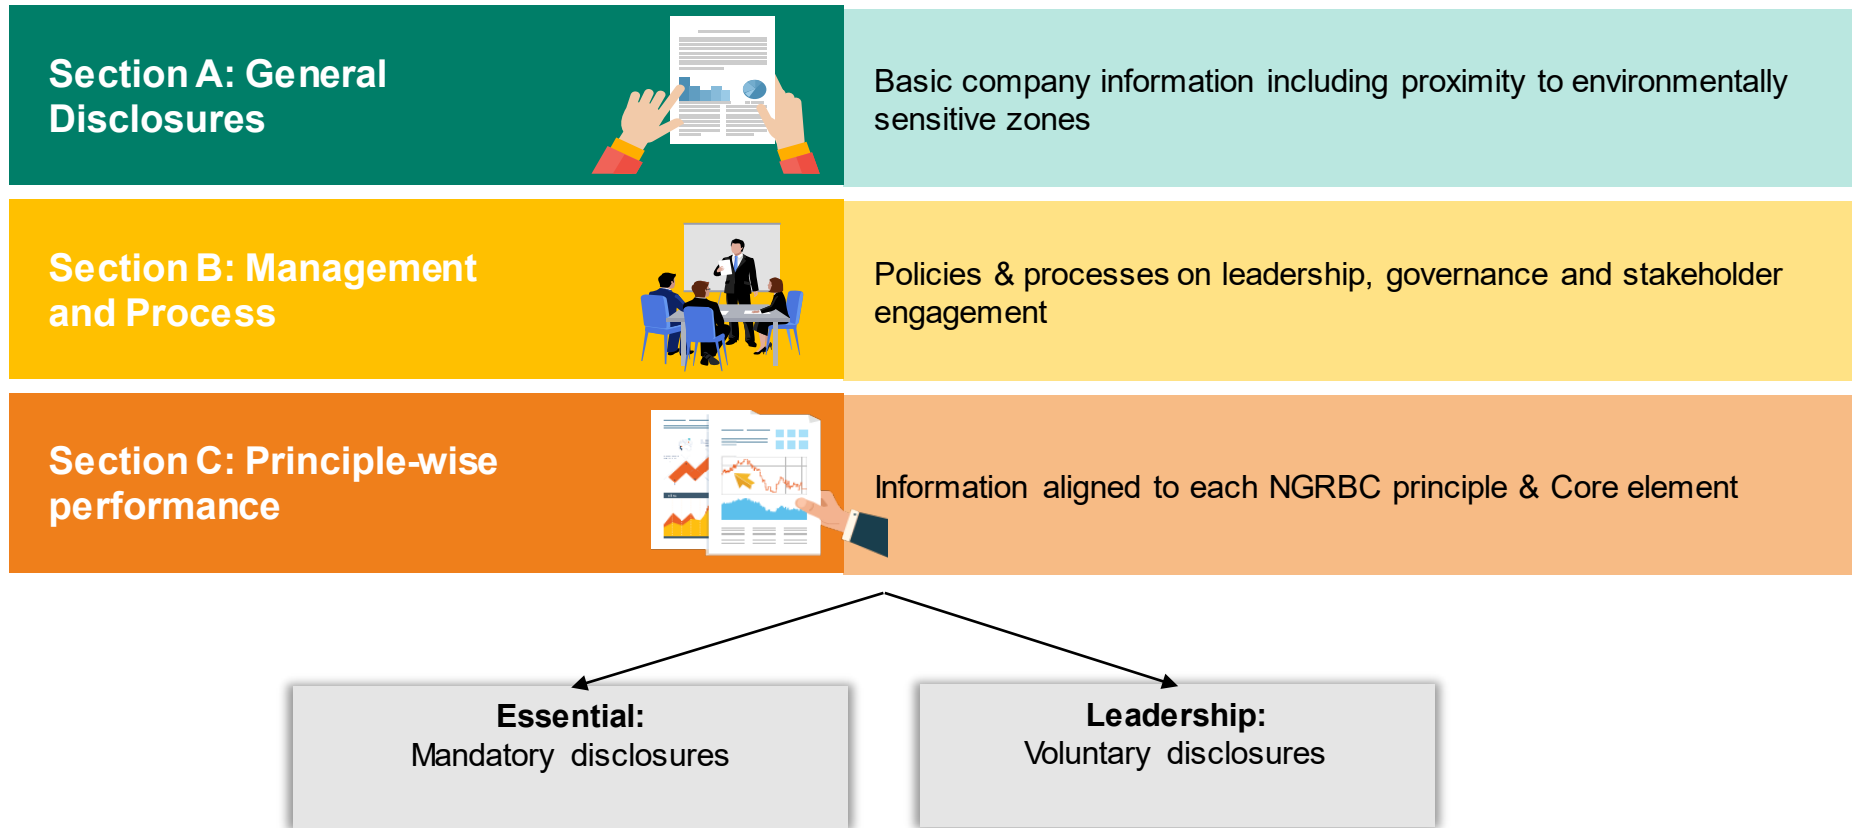 Section A: General
Disclosures
Basic company information including proximity to environmentally
sensitive zones
Section B: Management
and Process
Policies & processes on leadership, governance and stakeholder
engagement
Section C: Principle-wise
performance
Information aligned to each NGRBC principle & Core element
Essential:
Mandatory disclosures
Leadership:
Voluntary disclosures